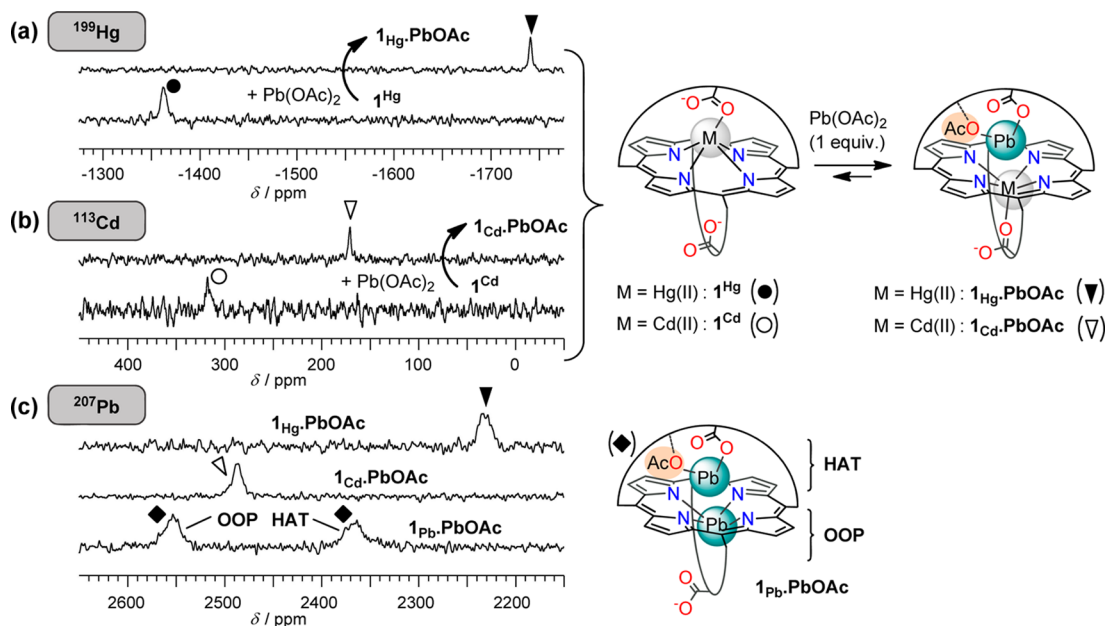 (a) ¹⁹⁹Hg
1Hg.PbOAc
+ Pb(OAc)₂
1ᴴᵍ
-1300 -1400 -1500 -1600 -1700
δ / ppm
(b) ¹¹³Cd
1Cd.PbOAc
+ Pb(OAc)₂
1ᶜᵈ
400 300 200 100 0
δ / ppm
⁻O O
O
M
N N
N N
O⁻
O
Pb(OAc)₂
(1 equiv.)
O
O
AcO Pb
N N
N M N
O
⁻O
M = Hg(II) : 1ᴴᵍ ( )
M = Cd(II) : 1ᶜᵈ ( )
M = Hg(II) : 1Hg.PbOAc ( )
M = Cd(II) : 1Cd.PbOAc ( )
(c) ²⁰⁷Pb
1Hg.PbOAc
1Cd.PbOAc
OOP HAT
1Pb.PbOAc
2600 2500 2400 2300 2200
δ / ppm
( )
O
O
AcO Pb
N N
N Pb N
O
⁻O
HAT
OOP
1Pb.PbOAc